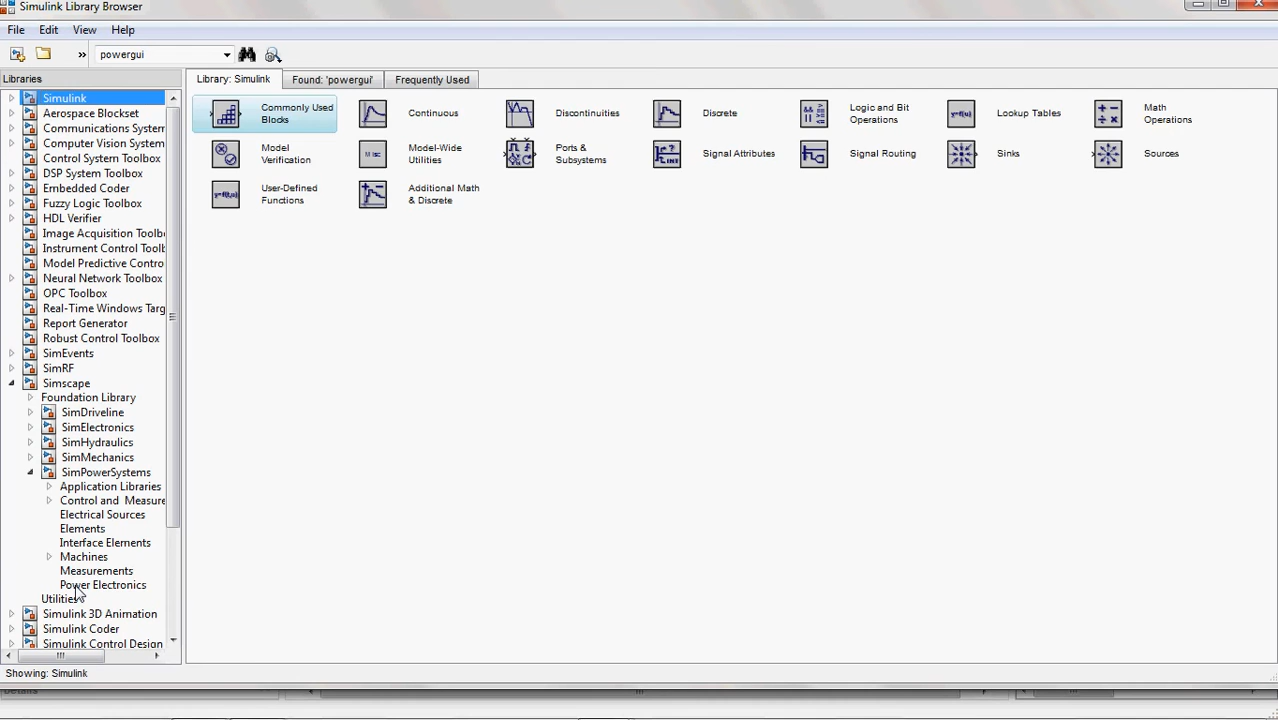 Simulink Library Browser
File Edit View Help
» powergui
Libraries
Library: Simulink Found: 'powergui' Frequently Used
Simulink
Aerospace Blockset
Communications System
Computer Vision System
Control System Toolbox
DSP System Toolbox
Embedded Coder
Fuzzy Logic Toolbox
HDL Verifier
Image Acquisition Toolbo
Instrument Control Toolb
Model Predictive Contro
Neural Network Toolbox
OPC Toolbox
Real-Time Windows Targ
Report Generator
Robust Control Toolbox
SimEvents
SimRF
Simscape
Foundation Library
SimDriveline
SimElectronics
SimHydraulics
SimMechanics
SimPowerSystems
Application Libraries
Control and Measure
Electrical Sources
Elements
Interface Elements
Machines
Measurements
Power Electronics
Utilities
Simulink 3D Animation
Simulink Coder
Simulink Control Design
Commonly Used
Blocks
Continuous
Discontinuities
Discrete
Logic and Bit
Operations
Lookup Tables
Math
Operations
Model
Verification
Model-Wide
Utilities
Ports &
Subsystems
Signal Attributes
Signal Routing
Sinks
Sources
User-Defined
Functions
Additional Math
& Discrete
Showing: Simulink
Details